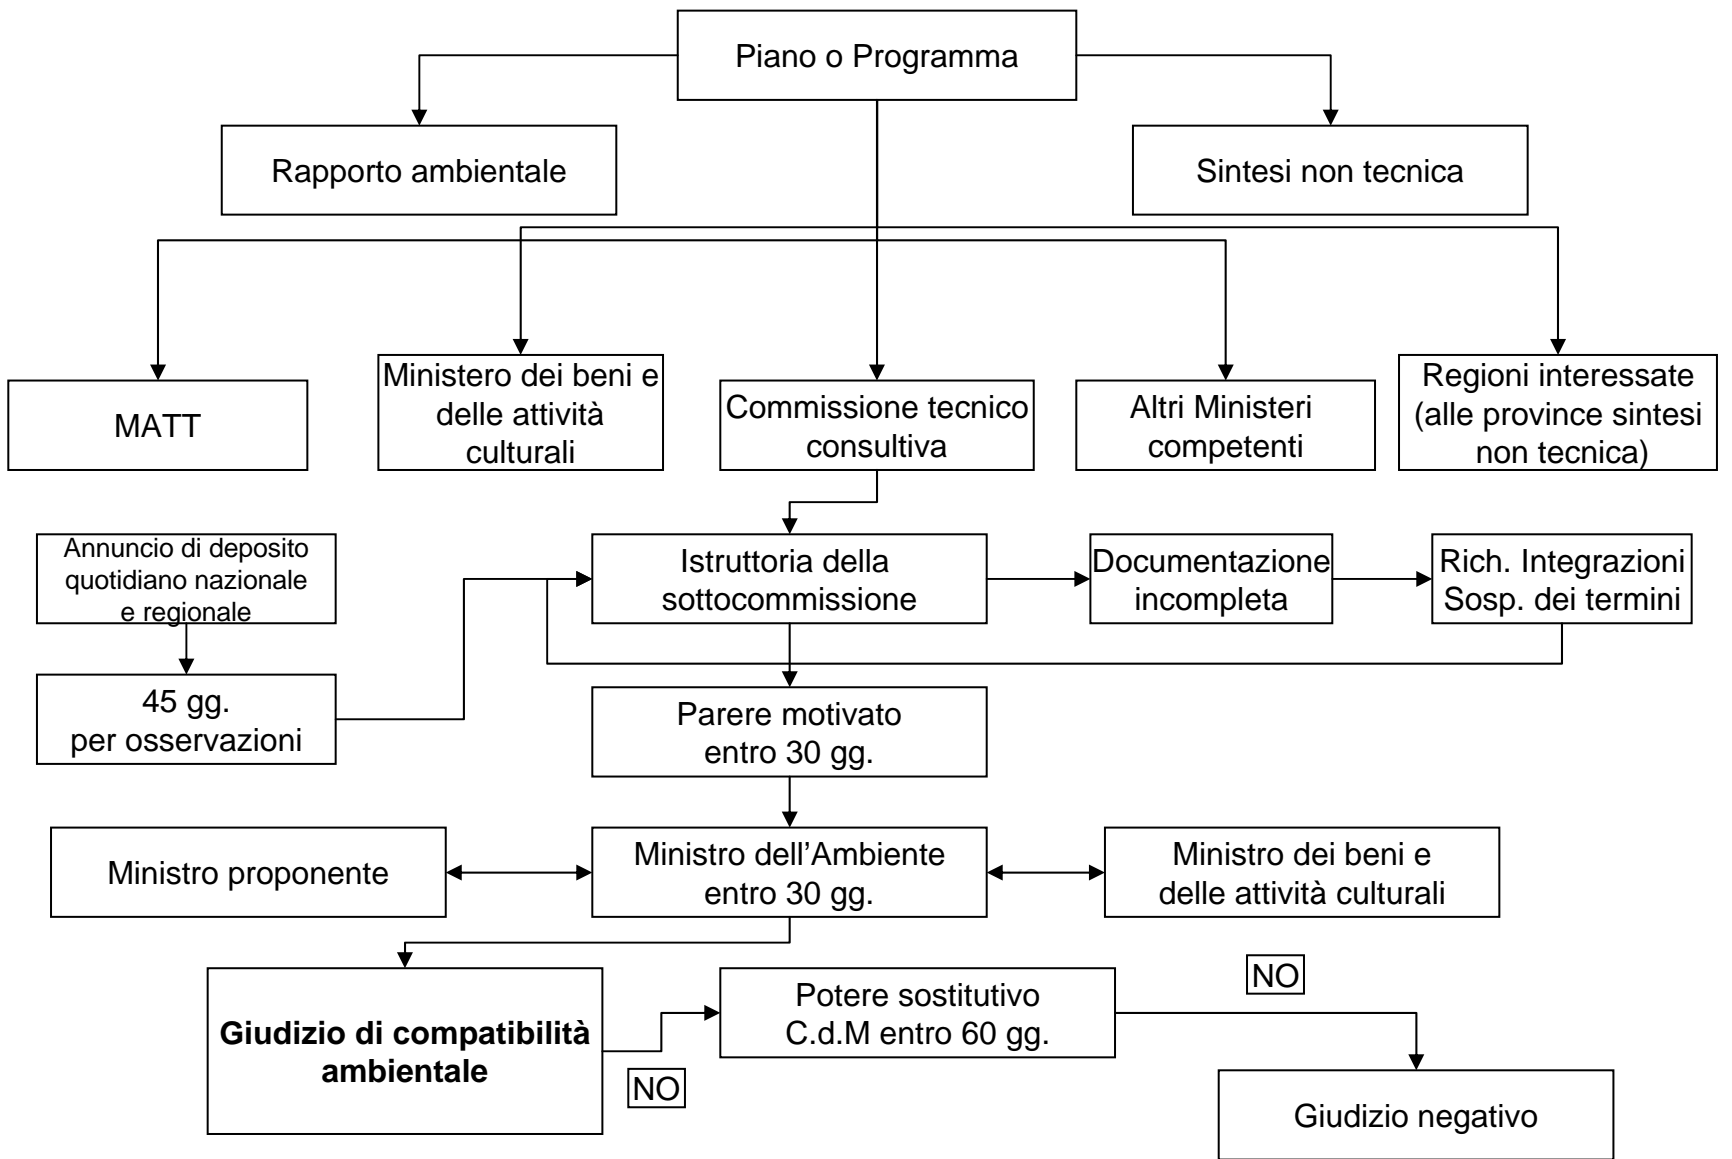 Piano o Programma
Rapporto ambientale
Sintesi non tecnica
MATT
Ministero dei beni e
delle attività
culturali
Commissione tecnico
consultiva
Altri Ministeri
competenti
Regioni interessate
(alle province sintesi
non tecnica)
Annuncio di deposito
quotidiano nazionale
e regionale
Istruttoria della
sottocommissione
Documentazione
incompleta
Rich. Integrazioni
Sosp. dei termini
45 gg.
per osservazioni
Parere motivato
entro 30 gg.
Ministro proponente
Ministro dell’Ambiente
entro 30 gg.
Ministro dei beni e
delle attività culturali
Giudizio di compatibilità
ambientale
NO
Potere sostitutivo
C.d.M entro 60 gg.
NO
Giudizio negativo